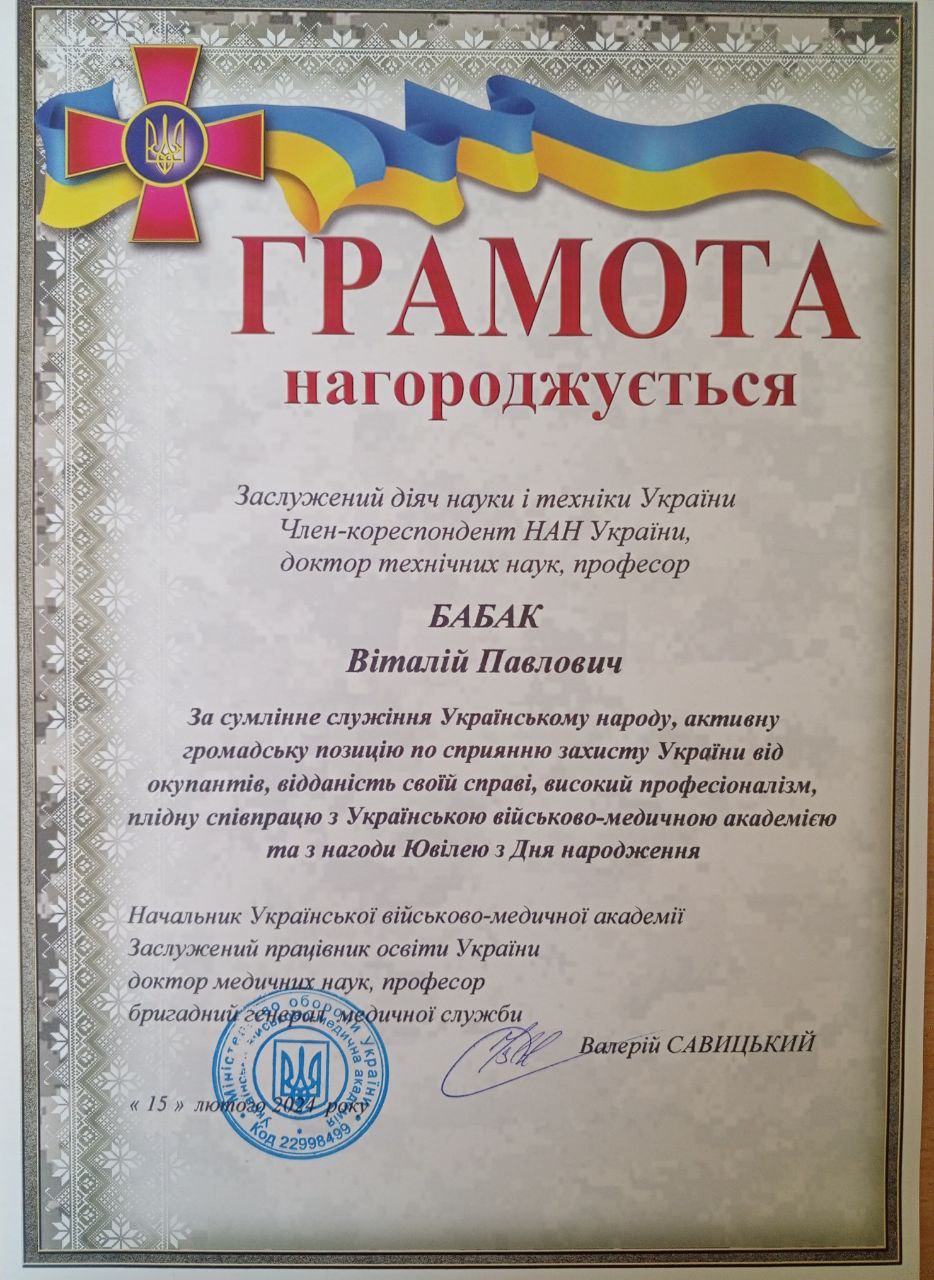 ГРАМОТА
нагороджується
Заслужений діяч науки і техніки України
Член-кореспондент НАН України,
доктор технічних наук, професор
БАБАК
Віталій Павлович
За сумлінне служіння Українському народу, активну
громадську позицію по сприянню захисту України від
окупантів, відданість своїй справі, високий професіоналізм,
плідну співпрацю з Українською військово-медичною академією
та з нагоди Ювілею з Дня народження
Начальник Української військово-медичної академії
Заслужений працівник освіти України
доктор медичних наук, професор
бригадний генерал медичної служби
Валерій САВИЦЬКИЙ
« 15 » лютого 2024 року
Міністерство оборони України
Українська військово-медична академія
Код 22998499